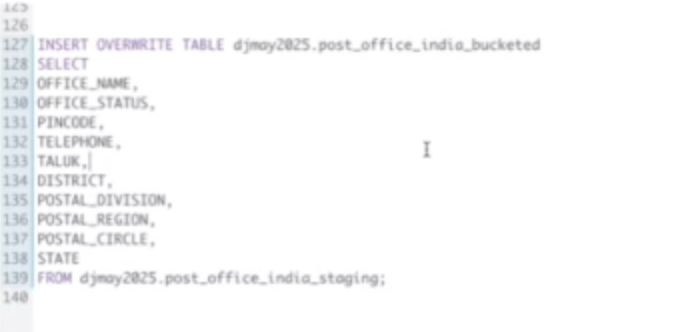 125
126
127 INSERT OVERWRITE TABLE djmay2025.post_office_india_bucketed
128 SELECT
129 OFFICE_NAME,
130 OFFICE_STATUS,
131 PINCODE,
132 TELEPHONE,
133 TALUK,
134 DISTRICT,
135 POSTAL_DIVISION,
136 POSTAL_REGION,
137 POSTAL_CIRCLE,
138 STATE
139 FROM djmay2025.post_office_india_staging;
140